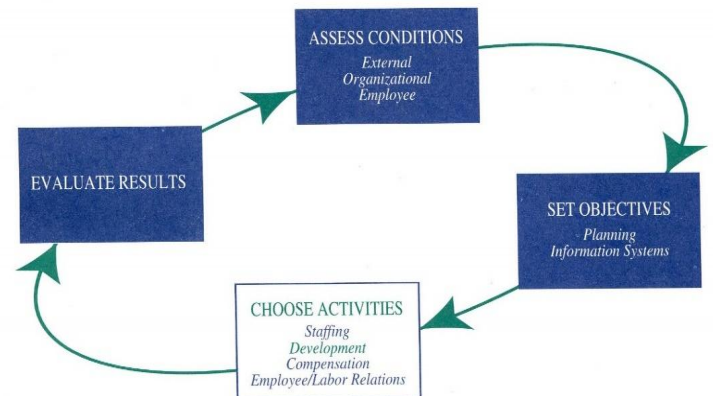 ASSESS CONDITIONS
External
Organizational
Employee
SET OBJECTIVES
Planning
Information Systems
CHOOSE ACTIVITIES
Staffing
Development
Compensation
Employee/Labor Relations
EVALUATE RESULTS